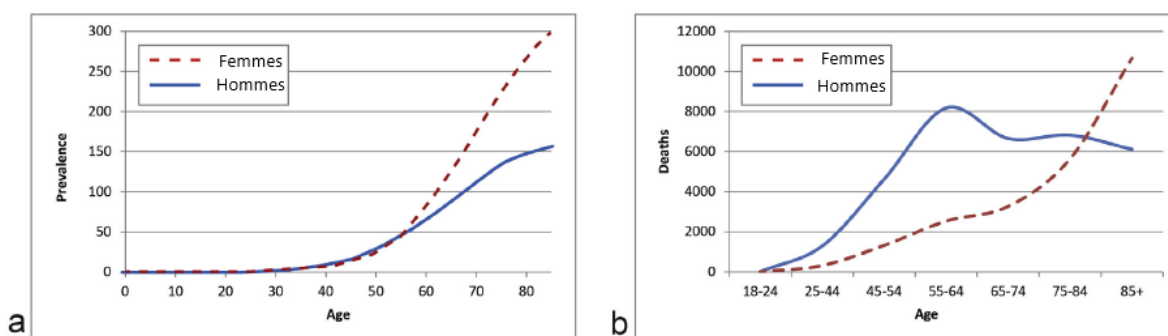 300
250
200
150
100
50
0
Prevalence
Femmes
Hommes
0 10 20 30 40 50 60 70 80
Age
a
12000
10000
8000
6000
4000
2000
0
Deaths
Femmes
Hommes
18-24 25-44 45-54 55-64 65-74 75-84 85+
Age
b